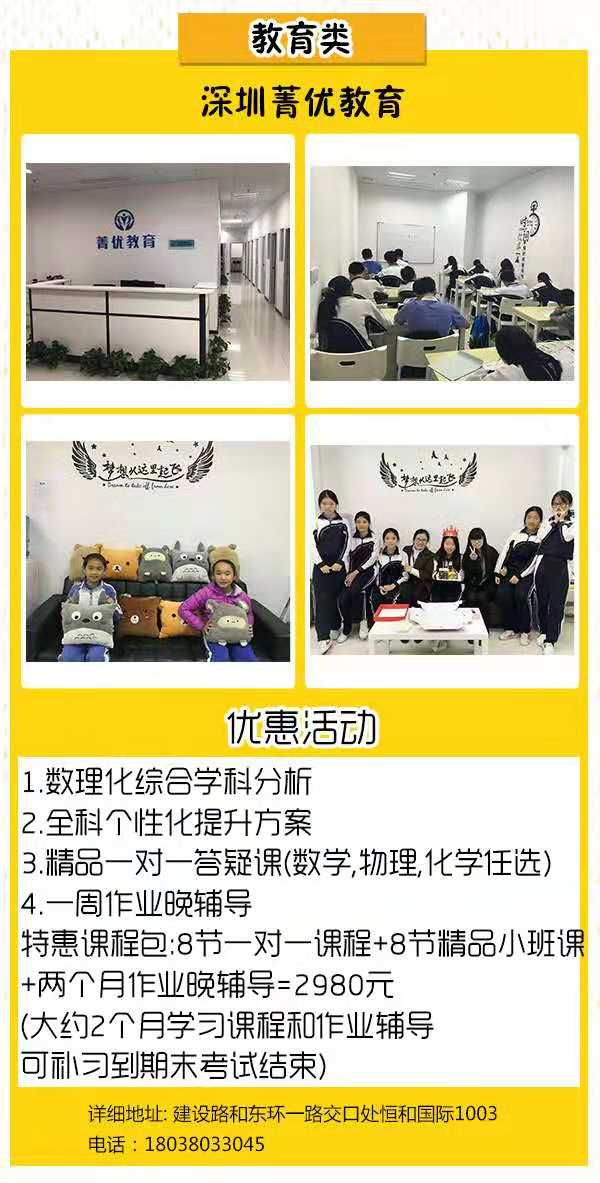 教育类
深圳菁优教育
菁优教育
梦想从这里起飞
Dream to take off from here
梦想从这里起飞
Dream to take off from here
优惠活动
1.数理化综合学科分析
2.全科个性化提升方案
3.精品一对一答疑课(数学,物理,化学任选)
4.一周作业晚辅导
特惠课程包:8节一对一课程+8节精品小班课
+两个月作业晚辅导=2980元
(大约2个月学习课程和作业辅导
可补习到期末考试结束)
详细地址: 建设路和东环一路交口处恒和国际1003
电话：18038033045